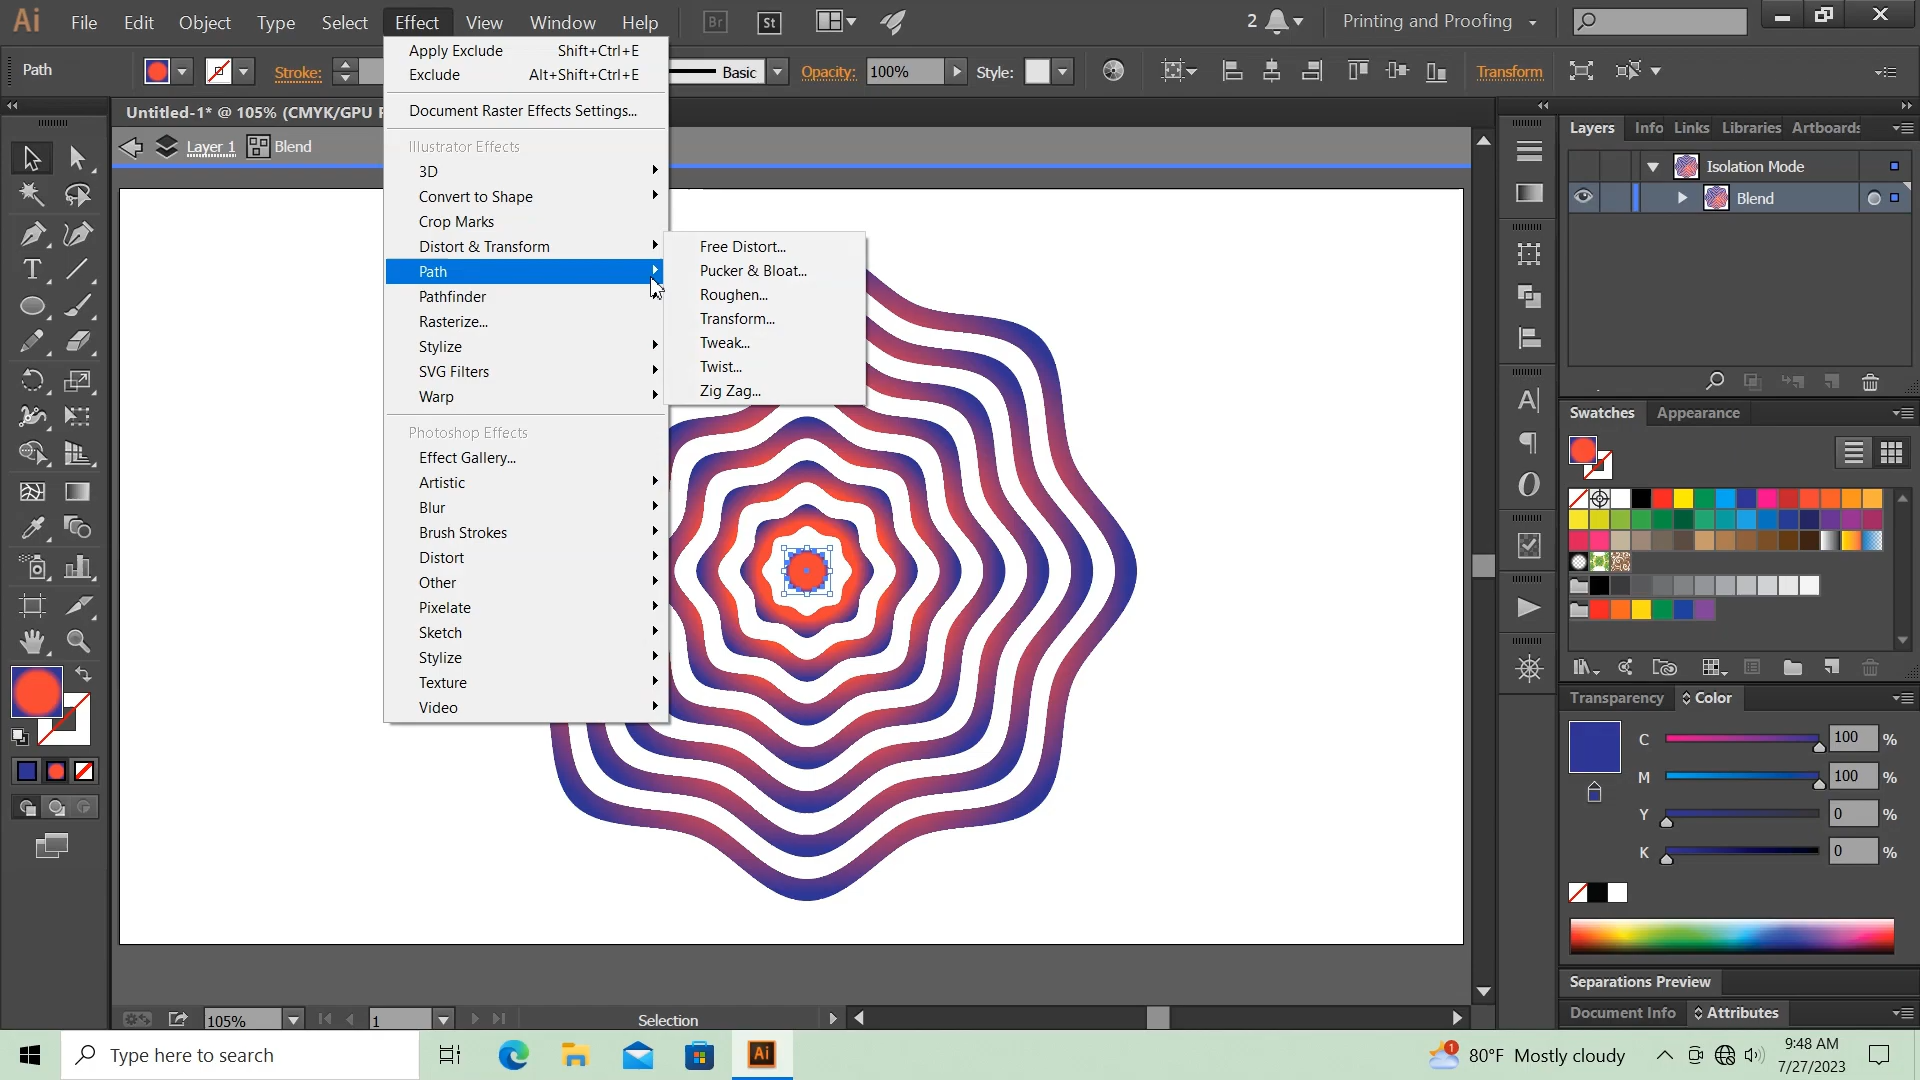 Ai File Edit Object Type Select Effect View Window Help Br St 2 Printing and Proofing
Path Stroke: Basic Opacity: 100% Style: Transform
Apply Exclude Shift+Ctrl+E
Exclude Alt+Shift+Ctrl+E
Document Raster Effects Settings...
Illustrator Effects
3D
Convert to Shape
Crop Marks
Distort & Transform
Path
Pathfinder
Rasterize...
Stylize
SVG Filters
Warp
Photoshop Effects
Effect Gallery...
Artistic
Blur
Brush Strokes
Distort
Other
Pixelate
Sketch
Stylize
Texture
Video
Free Distort...
Pucker & Bloat...
Roughen...
Transform...
Tweak...
Twist...
Zig Zag...
Untitled-1* @ 105% (CMYK/GPU P
Layer 1 Blend
Layers Info Links Libraries Artboards
Isolation Mode
Blend
Swatches Appearance
Transparency Color
C 100 %
M 100 %
Y 0 %
K 0 %
Separations Preview
Document Info Attributes
105% 1 Selection
Type here to search
Ai
1 80°F Mostly cloudy
9:48 AM
7/27/2023